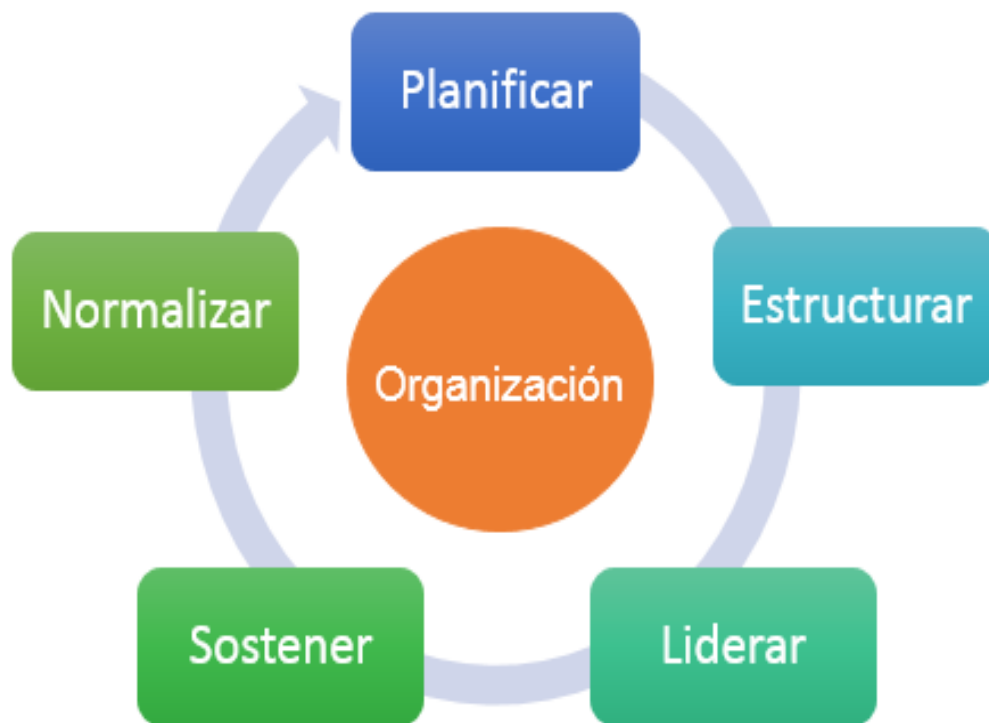 Planificar
Estructurar
Liderar
Sostener
Normalizar
Organización